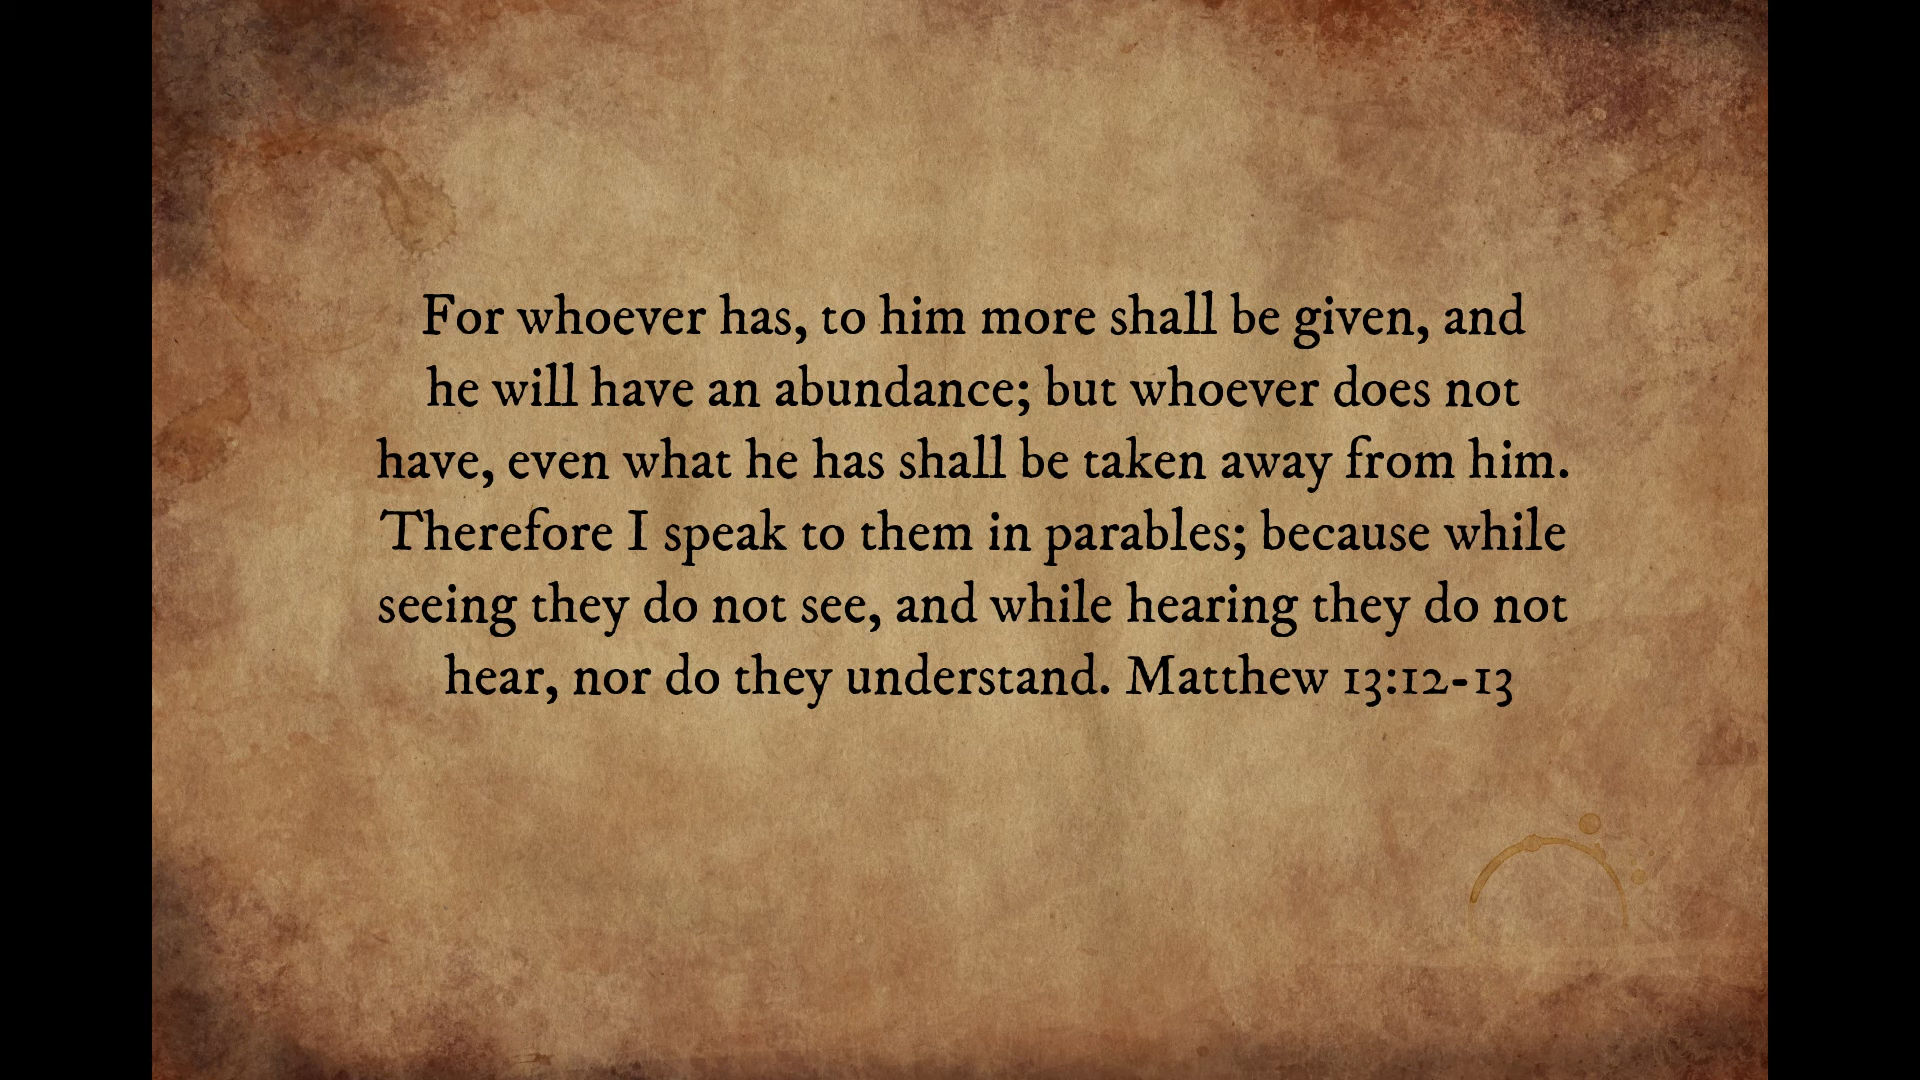 For whoever has, to him more shall be given, and
he will have an abundance; but whoever does not
have, even what he has shall be taken away from him.
Therefore I speak to them in parables; because while
seeing they do not see, and while hearing they do not
hear, nor do they understand. Matthew 13:12-13